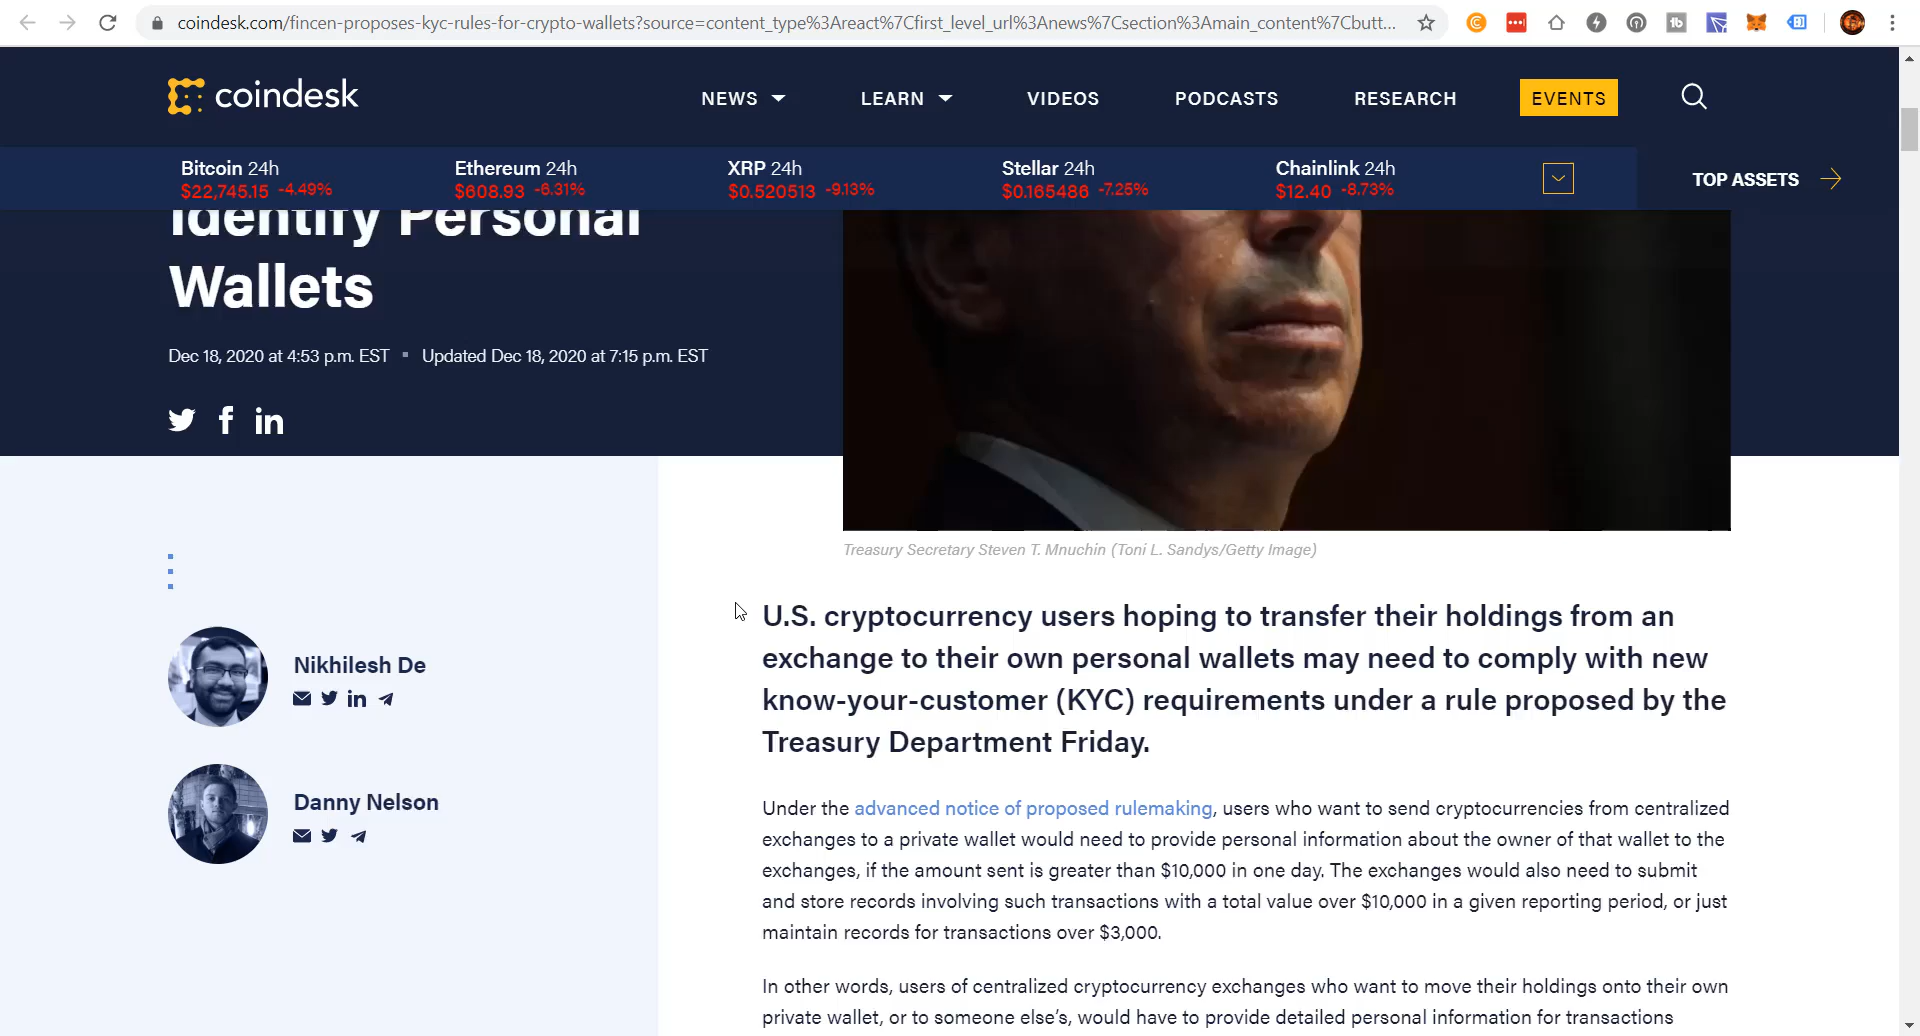 coindesk.com/fincen-proposes-kyc-rules-for-crypto-wallets?source=content_type%3Areact%7Cfirst_level_url%3Anews%7Csection%3Amain_content%7Cbutt...
coindesk
NEWS
LEARN
VIDEOS
PODCASTS
RESEARCH
EVENTS
Bitcoin 24h
$22,745.15 -4.49%
Ethereum 24h
$608.93 -6.31%
XRP 24h
$0.520513 -9.13%
Stellar 24h
$0.165486 -7.25%
Chainlink 24h
$12.40 -8.73%
TOP ASSETS
Identify Personal
Wallets
Dec 18, 2020 at 4:53 p.m. EST
Updated Dec 18, 2020 at 7:15 p.m. EST
Treasury Secretary Steven T. Mnuchin (Toni L. Sandys/Getty Image)
Nikhilesh De
Danny Nelson
U.S. cryptocurrency users hoping to transfer their holdings from an
exchange to their own personal wallets may need to comply with new
know-your-customer (KYC) requirements under a rule proposed by the
Treasury Department Friday.
Under the advanced notice of proposed rulemaking, users who want to send cryptocurrencies from centralized
exchanges to a private wallet would need to provide personal information about the owner of that wallet to the
exchanges, if the amount sent is greater than $10,000 in one day. The exchanges would also need to submit
and store records involving such transactions with a total value over $10,000 in a given reporting period, or just
maintain records for transactions over $3,000.
In other words, users of centralized cryptocurrency exchanges who want to move their holdings onto their own
private wallet, or to someone else's, would have to provide detailed personal information for transactions